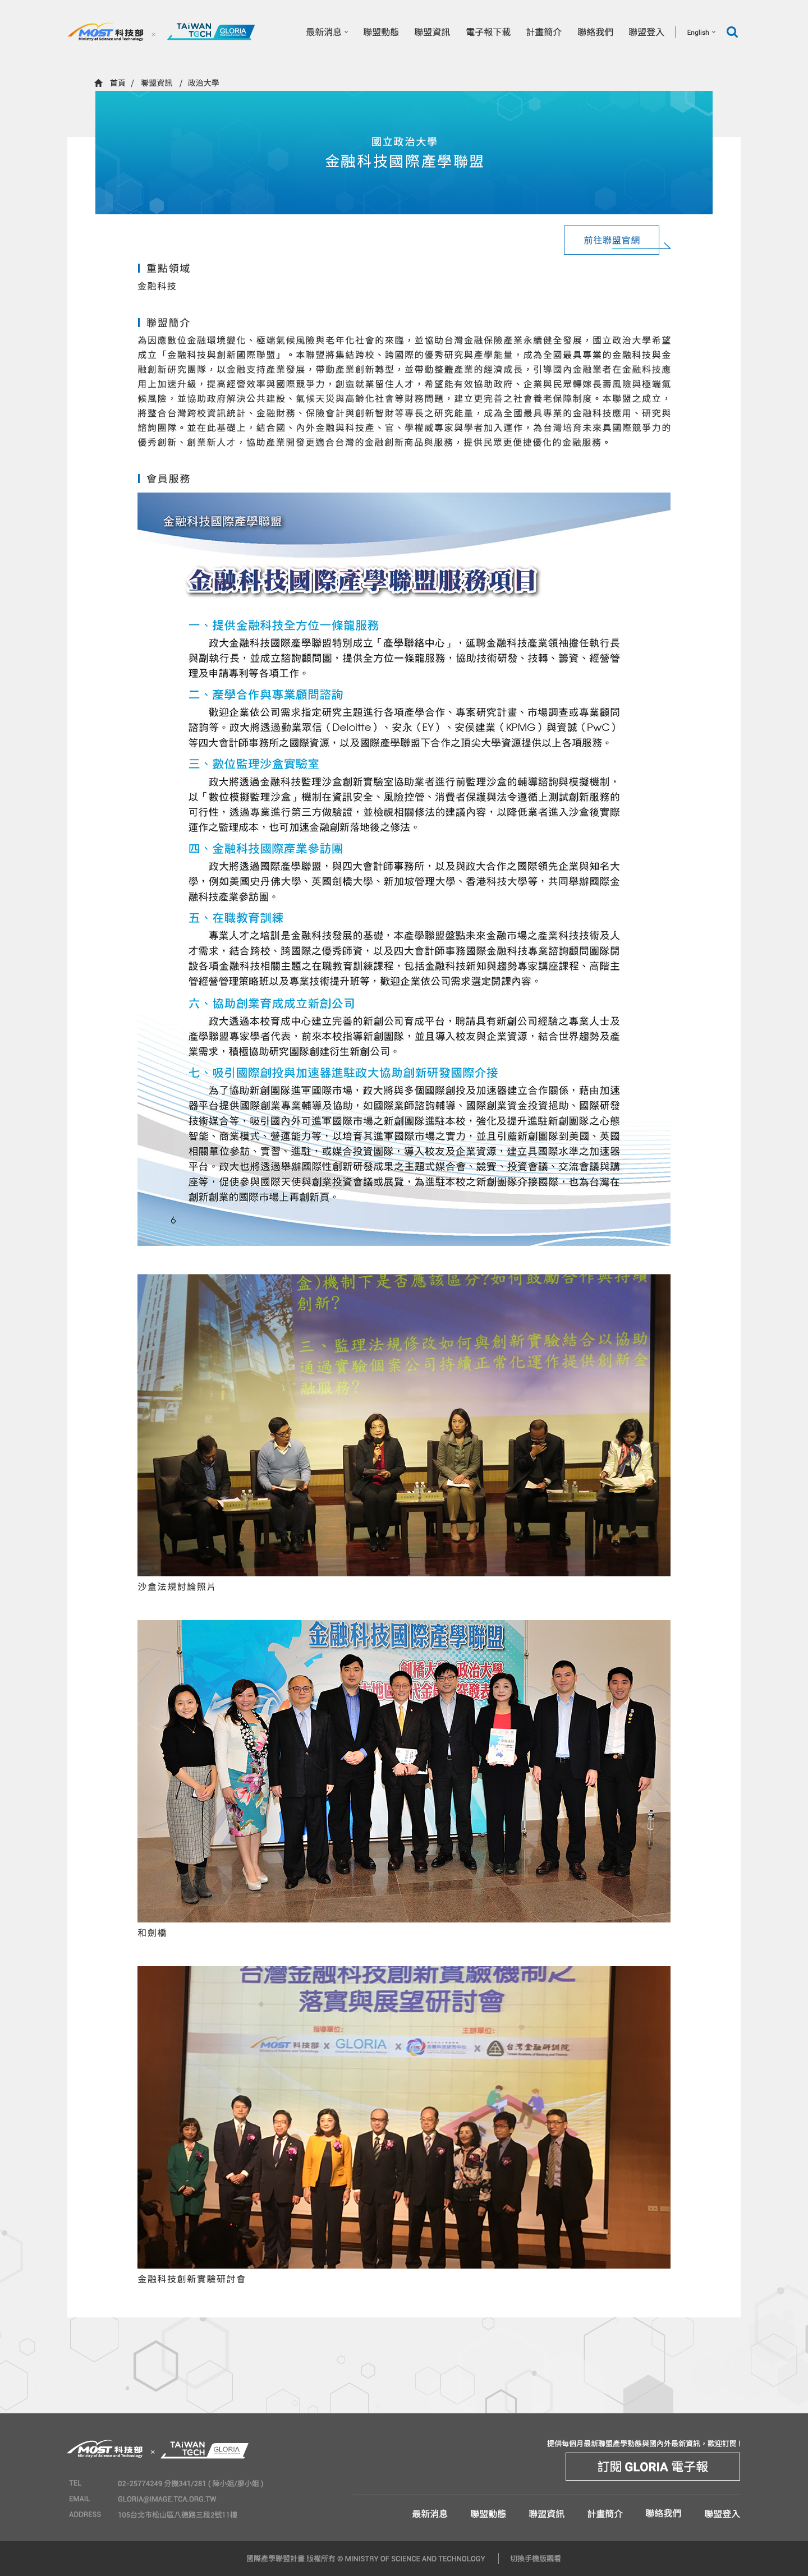 MOST 科技部
Ministry of Science and Technology
×
TAIWAN TECH GLORIA
最新消息
聯盟動態
聯盟資訊
電子報下載
計畫簡介
聯絡我們
聯盟登入
English
首頁 / 聯盟資訊 / 政治大學
國立政治大學
金融科技國際產學聯盟
前往聯盟官網
重點領域
金融科技
聯盟簡介
為因應數位金融環境變化、極端氣候風險與老年化社會的來臨，並協助台灣金融保險產業永續健全發展，國立政治大學希望
成立「金融科技與創新國際聯盟」。本聯盟將集結跨校、跨國際的優秀研究與產學能量，成為全國最具專業的金融科技與金
融創新研究團隊，以金融支持產業發展，帶動產業創新轉型，並帶動整體產業的經濟成長，引導國內金融業者在金融科技應
用上加速升級，提高經營效率與國際競爭力，創造就業留住人才，希望能有效協助政府、企業與民眾轉嫁長壽風險與極端氣
候風險，並協助政府解決公共建設、氣候天災與高齡化社會等財務問題，建立更完善之社會養老保障制度。本聯盟之成立，
將整合台灣跨校資訊統計、金融財務、保險會計與創新智財等專長之研究能量，成為全國最具專業的金融科技應用、研究與
諮詢團隊。並在此基礎上，結合國、內外金融與科技產、官、學權威專家與學者加入運作，為台灣培育未來具國際競爭力的
優秀創新、創業新人才，協助產業開發更適合台灣的金融創新商品與服務，提供民眾更便捷優化的金融服務。
會員服務
金融科技國際產學聯盟
金融科技國際產學聯盟服務項目
一、提供金融科技全方位一條龍服務
政大金融科技國際產學聯盟特別成立「產學聯絡中心」，延聘金融科技產業領袖擔任執行長
與副執行長，並成立諮詢顧問團，提供全方位一條龍服務，協助技術研發、技轉、籌資、經營管
理及申請專利等各項工作。
二、產學合作與專業顧問諮詢
歡迎企業依公司需求指定研究主題進行各項產學合作、專案研究計畫、市場調查或專業顧問
諮詢等。政大將透過勤業眾信（Deloitte）、安永（EY）、安侯建業（KPMG）與資誠（PwC）
等四大會計師事務所之國際資源，以及國際產學聯盟下合作之頂尖大學資源提供以上各項服務。
三、數位監理沙盒實驗室
政大將透過金融科技監理沙盒創新實驗室協助業者進行前監理沙盒的輔導諮詢與模擬機制，
以「數位模擬監理沙盒」機制在資訊安全、風險控管、消費者保護與法令遵循上測試創新服務的
可行性，透過專業進行第三方做驗證，並檢視相關修法的建議內容，以降低業者進入沙盒後實際
運作之監理成本，也可加速金融創新落地後之修法。
四、金融科技國際產業參訪團
政大將透過國際產學聯盟，與四大會計師事務所，以及與政大合作之國際領先企業與知名大
學，例如美國史丹佛大學、英國劍橋大學、新加坡管理大學、香港科技大學等，共同舉辦國際金
融科技產業參訪團。
五、在職教育訓練
專業人才之培訓是金融科技發展的基礎，本產學聯盟盤點未來金融市場之產業科技技術及人
才需求，結合跨校、跨國際之優秀師資，以及四大會計師事務國際金融科技專業諮詢顧問團隊開
設各項金融科技相關主題之在職教育訓練課程，包括金融科技新知與趨勢專家講座課程、高階主
管經營管理策略班以及專業技術提升班等，歡迎企業依公司需求選定開課內容。
六、協助創業育成成立新創公司
政大透過本校育成中心建立完善的新創公司育成平台，聘請具有新創公司經驗之專業人士及
產學聯盟專家學者代表，前來本校指導新創團隊，並且導入校友與企業資源，結合世界趨勢及產
業需求，積極協助研究團隊創建衍生新創公司。
七、吸引國際創投與加速器進駐政大協助創新研發國際介接
為了協助新創團隊進軍國際市場，政大將與多個國際創投及加速器建立合作關係，藉由加速
器平台提供國際創業專業輔導及協助，如國際業師諮詢輔導、國際創業資金投資挹助、國際研發
技術媒合等，吸引國內外可進軍國際市場之新創團隊進駐本校，強化及提升進駐新創團隊之心態
智能、商業模式、營運能力等，以培育其進軍國際市場之實力，並且引薦新創團隊到美國、英國
相關單位參訪、實習、進駐，或媒合投資團隊，導入校友及企業資源，建立具國際水準之加速器
平台。政大也將透過舉辦國際性創新研發成果之主題式媒合會、競賽、投資會議、交流會議與講
座等，促使參與國際天使與創業投資會議或展覽，為進駐本校之新創團隊介接國際，也為台灣在
創新創業的國際市場上再創新頁。
6
盒)機制下是否應該區分?如何鼓勵合作與持續
創新?
三、監理法規修改如何與創新實驗結合以協助
通過實驗個案公司持續正常化運作提供創新金
融服務?
沙盒法規討論照片
金融科技國際產學聯盟
和劍橋
台灣金融科技創新實驗機制之
落實與展望研討會
指導單位:
主辦單位:
MOST 科技部 × GLORIA × × 台灣金融研訓院
金融科技創新實驗研討會
MOST 科技部
Ministry of Science and Technology
×
TAIWAN TECH GLORIA
提供每個月最新聯盟產學動態與國內外最新資訊，歡迎訂閱！
訂閱 GLORIA 電子報
TEL 02-25774249 分機341/281 ( 陳小姐/廖小姐 )
EMAIL GLORIA@IMAGE.TCA.ORG.TW
ADDRESS 105台北市松山區八德路三段2號11樓
最新消息
聯盟動態
聯盟資訊
計畫簡介
聯絡我們
聯盟登入
國際產學聯盟計畫 版權所有 © MINISTRY OF SCIENCE AND TECHNOLOGY
切換手機版觀看